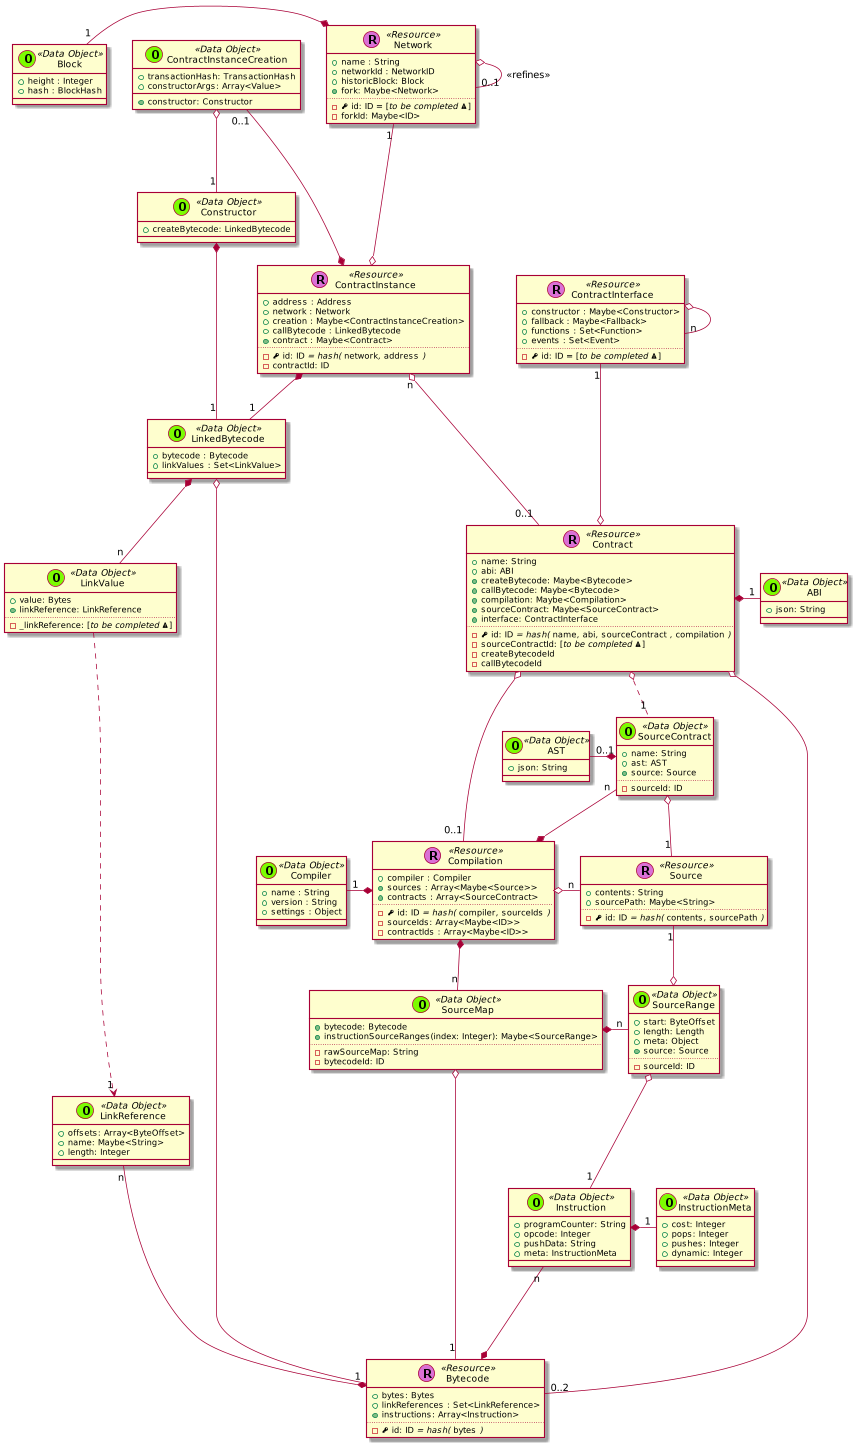 1
R «Resource»
Network
name : String
networkId : NetworkID
historicBlock: Block
fork: Maybe<Network>
id: ID = [to be completed ♟]
forkId: Maybe<ID>
0..1
«refines»
1
O «Data Object»
Block
height : Integer
hash : BlockHash
O «Data Object»
ContractInstanceCreation
transactionHash: TransactionHash
constructorArgs: Array<Value>
constructor: Constructor
0..1
1
O «Data Object»
Constructor
createBytecode: LinkedBytecode
R «Resource»
ContractInstance
address : Address
network : Network
creation : Maybe<ContractInstanceCreation>
callBytecode : LinkedBytecode
contract : Maybe<Contract>
id: ID = hash( network, address )
contractId: ID
n
R «Resource»
ContractInterface
constructor : Maybe<Constructor>
fallback : Maybe<Fallback>
functions : Set<Function>
events : Set<Event>
id: ID = [to be completed ♟]
n
1
1
1
O «Data Object»
LinkedBytecode
bytecode : Bytecode
linkValues : Set<LinkValue>
0..1
n
O «Data Object»
LinkValue
value: Bytes
linkReference: LinkReference
_linkReference: [to be completed ♟]
R «Resource»
Contract
name: String
abi: ABI
createBytecode: Maybe<Bytecode>
callBytecode: Maybe<Bytecode>
compilation: Maybe<Compilation>
sourceContract: Maybe<SourceContract>
interface: ContractInterface
id: ID = hash( name, abi, sourceContract , compilation )
sourceContractId: [to be completed ♟]
createBytecodeId
callBytecodeId
1
O «Data Object»
ABI
json: String
1
O «Data Object»
AST
json: String
0..1
O «Data Object»
SourceContract
name: String
ast: AST
source: Source
sourceId: ID
n
0..1
1
O «Data Object»
Compiler
name : String
version : String
settings : Object
1
R «Resource»
Compilation
compiler : Compiler
sources : Array<Maybe<Source>>
contracts : Array<SourceContract>
id: ID = hash( compiler, sourceIds )
sourceIds: Array<Maybe<ID>>
contractIds : Array<Maybe<ID>>
n
R «Resource»
Source
contents: String
sourcePath: Maybe<String>
id: ID = hash( contents, sourcePath )
1
n
O «Data Object»
SourceMap
bytecode: Bytecode
instructionSourceRanges(index: Integer): Maybe<SourceRange>
rawSourceMap: String
bytecodeId: ID
n
O «Data Object»
SourceRange
start: ByteOffset
length: Length
meta: Object
source: Source
sourceId: ID
1
O «Data Object»
LinkReference
offsets: Array<ByteOffset>
name: Maybe<String>
length: Integer
n
1
O «Data Object»
Instruction
programCounter: String
opcode: Integer
pushData: String
meta: InstructionMeta
n
1
O «Data Object»
InstructionMeta
cost: Integer
pops: Integer
pushes: Integer
dynamic: Integer
1
1
R «Resource»
Bytecode
bytes: Bytes
linkReferences : Set<LinkReference>
instructions: Array<Instruction>
id: ID = hash( bytes )
0..2